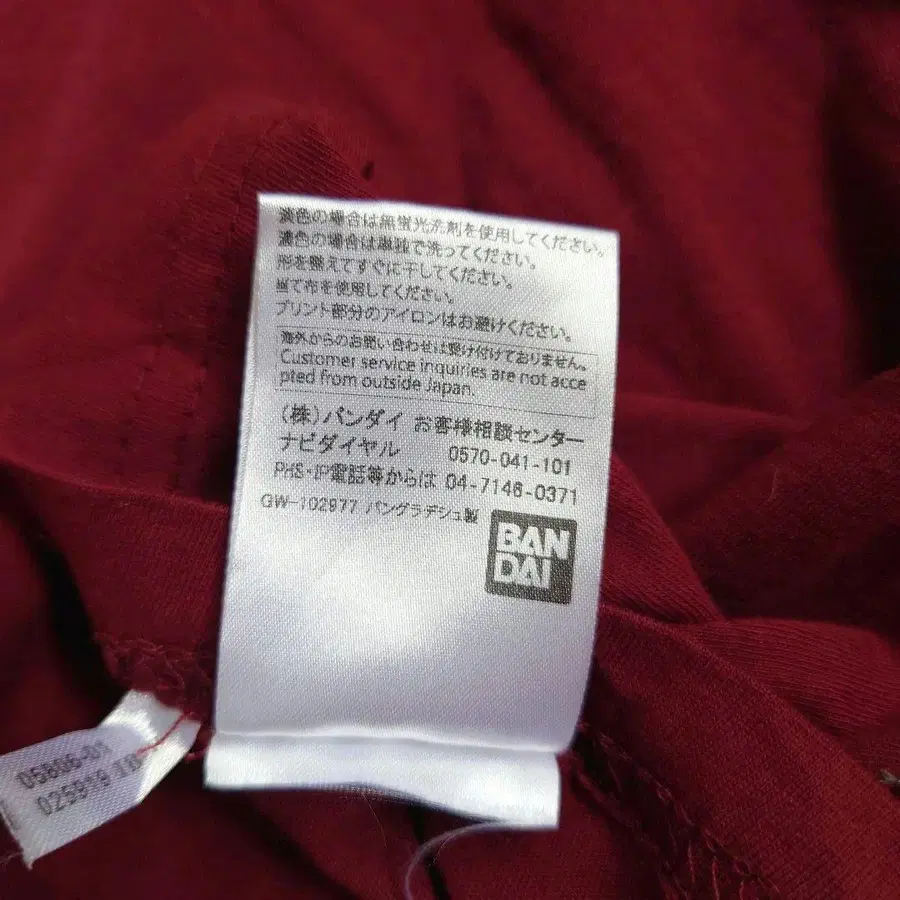 淡色の場合は無蛍光洗剤を使用してください。
濃色の場合は単独で洗ってください。
形を整えてすぐに干してください。
当て布を使用してください。
プリント部分のアイロンはお避けください。
海外からのお問い合わせは受け付けておりません。
Customer service inquiries are not acce
pted from outside Japan.
(株)バンダイ お客様相談センター
ナビダイヤル 0570-041-101
PHS・IP電話等からは 04-7146-0371
GW-102977 バングラデシュ製
BAN
DAI
05806-01
025919